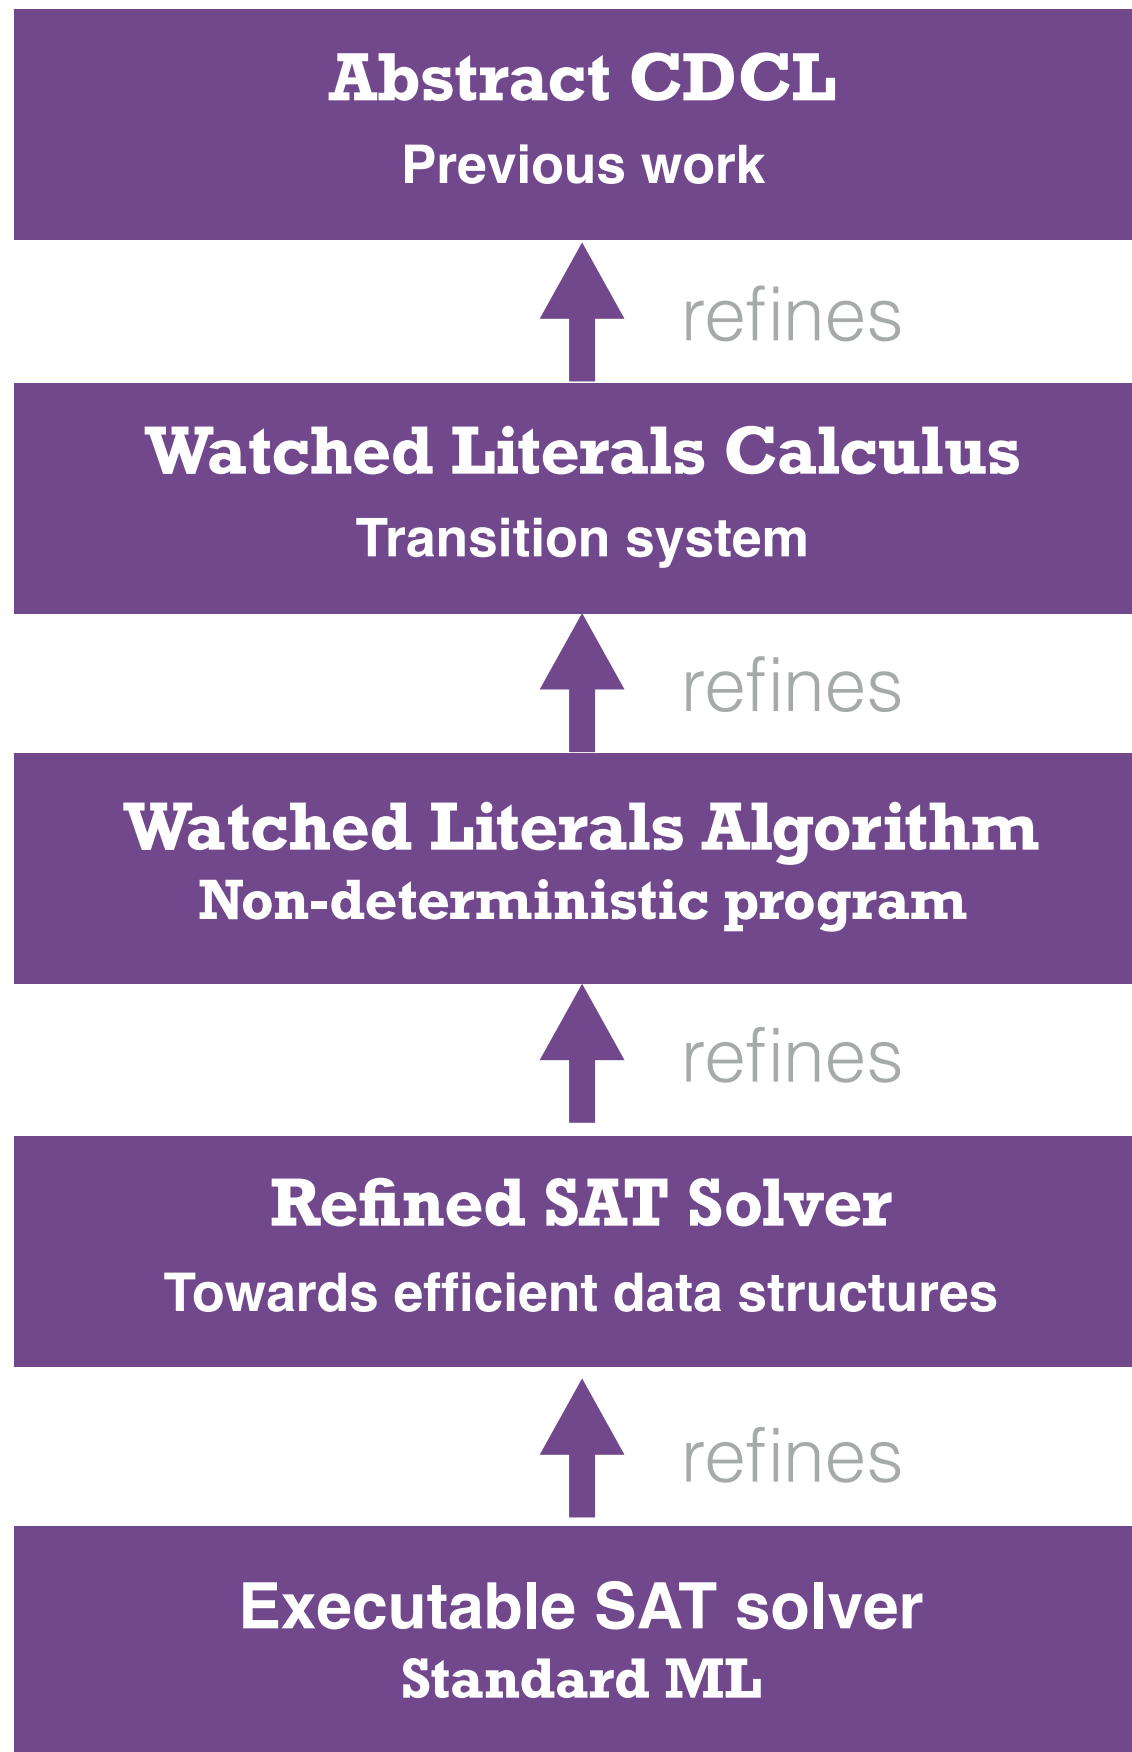 Abstract CDCL
Previous work
refines
Watched Literals Calculus
Transition system
refines
Watched Literals Algorithm
Non-deterministic program
refines
Refined SAT Solver
Towards efficient data structures
refines
Executable SAT solver
Standard ML